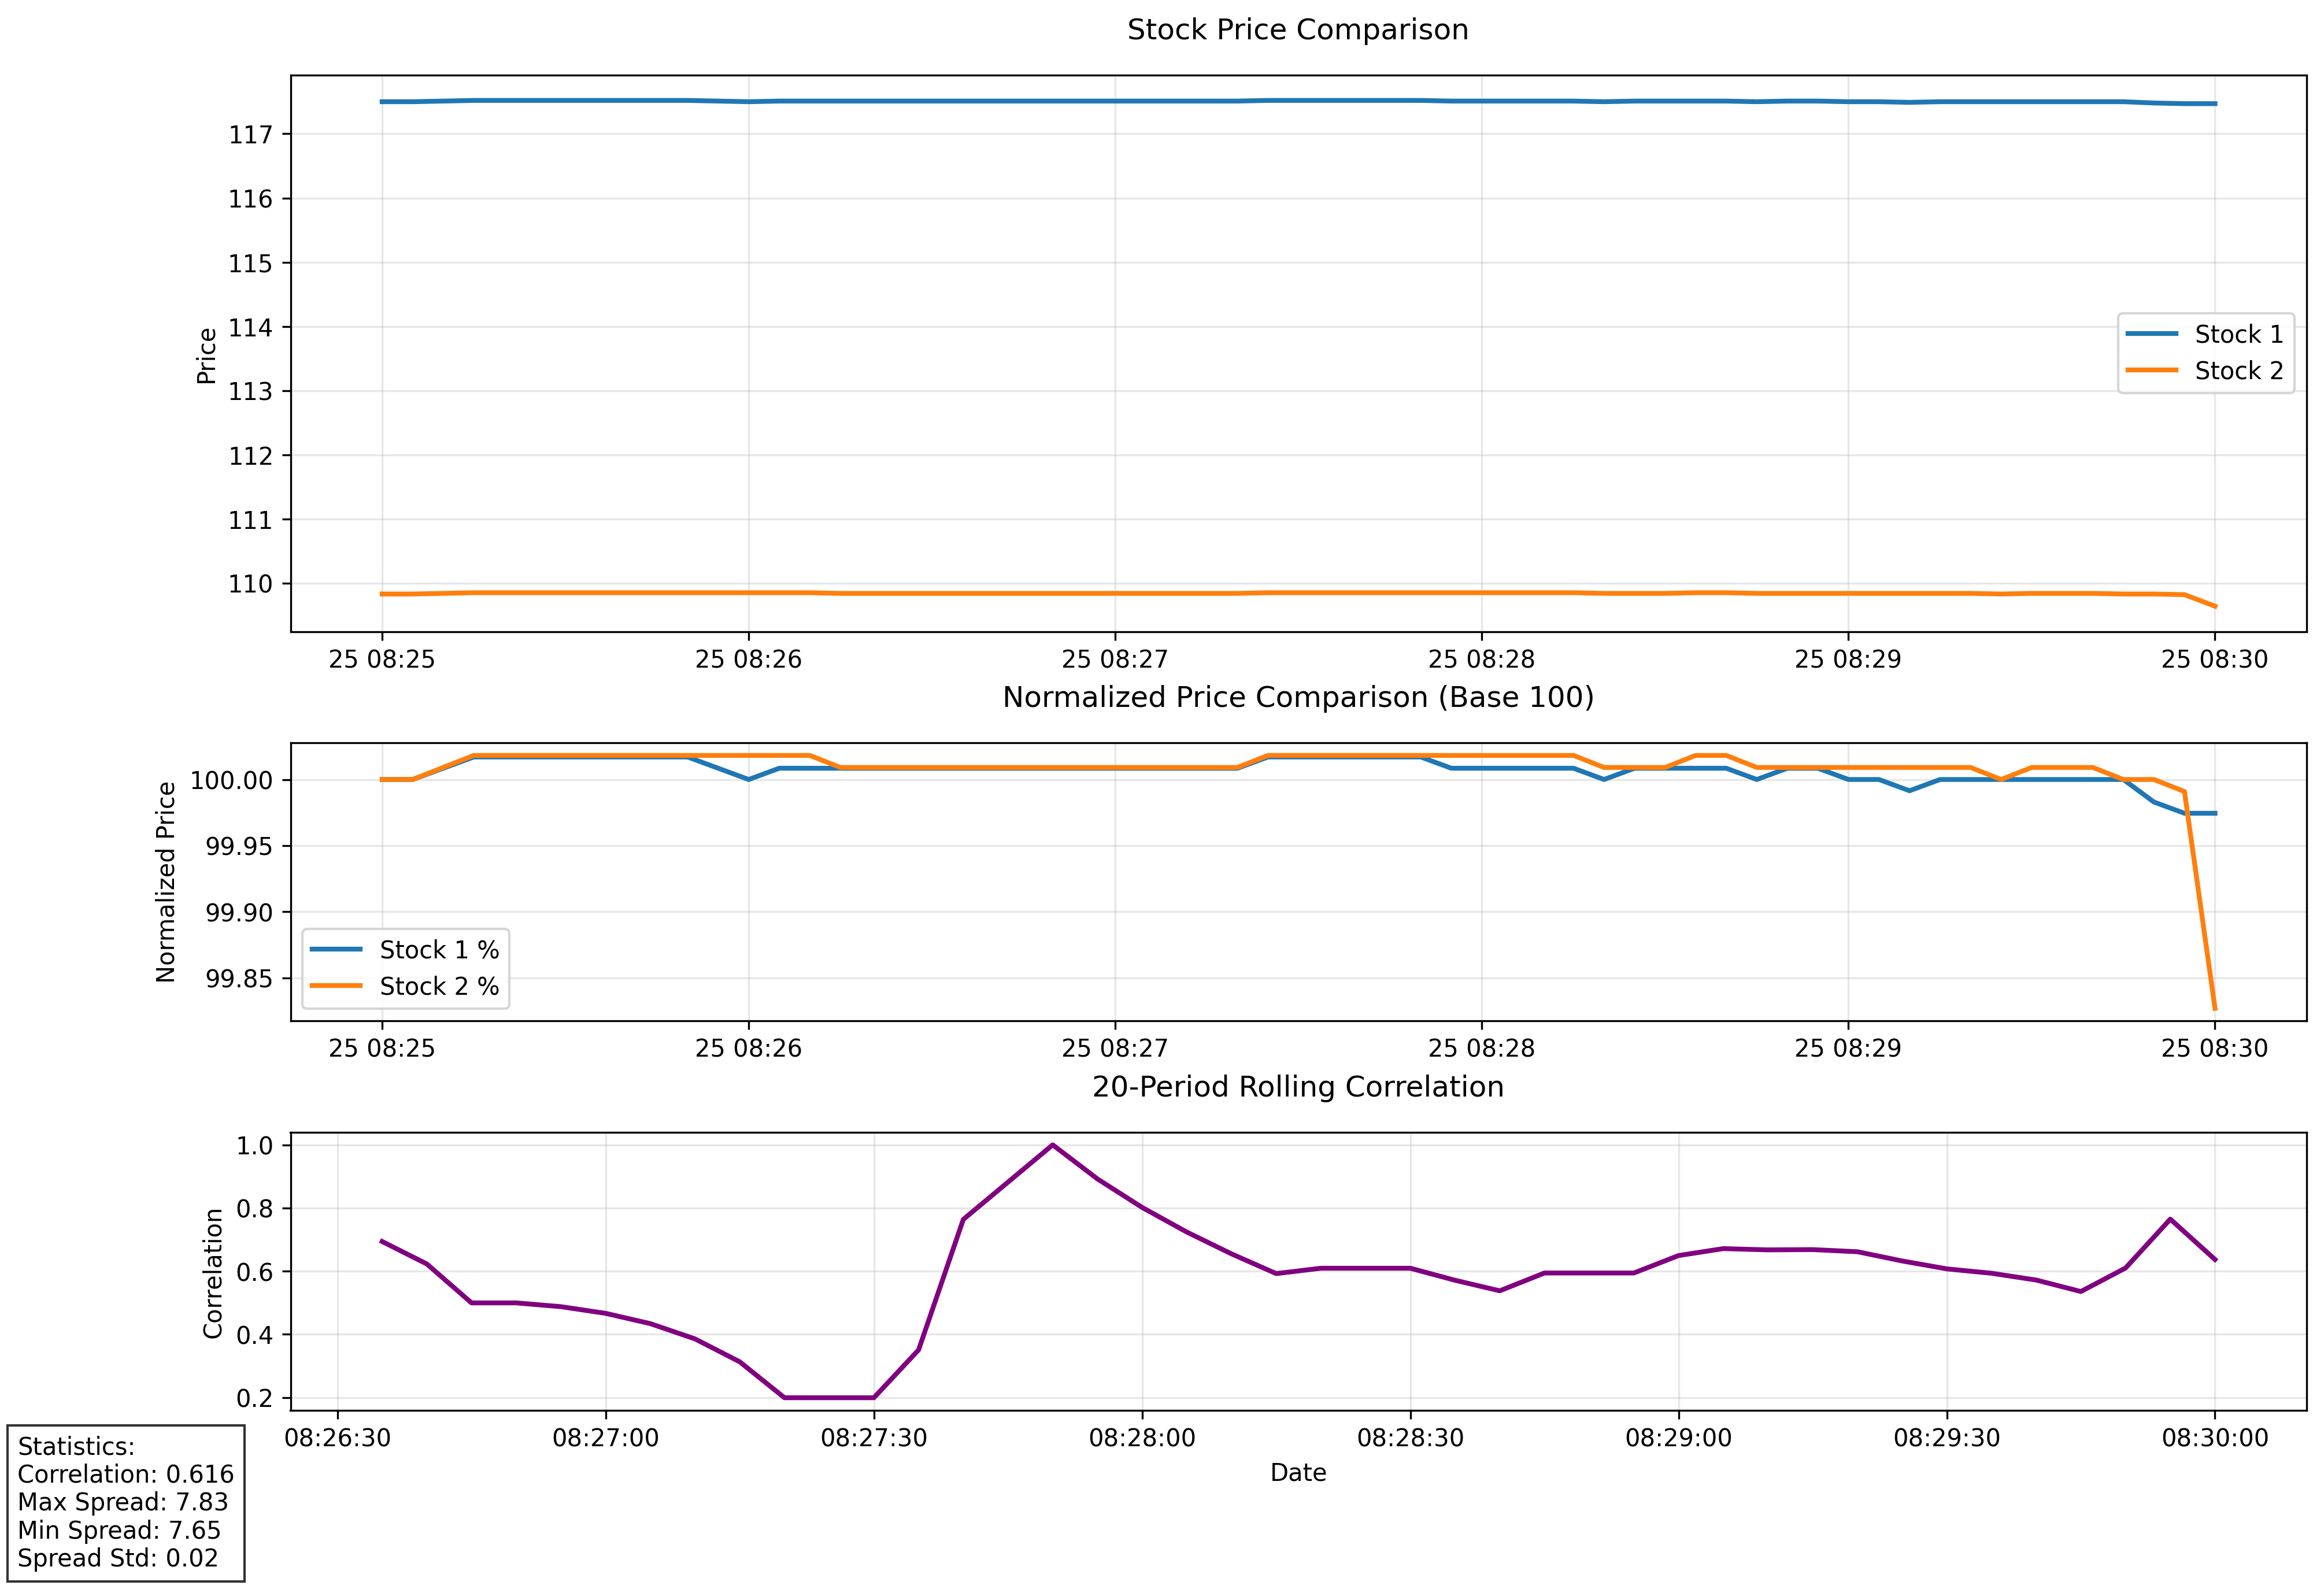 Stock Price Comparison
Price
117
116
115
114
113
112
111
110
Stock 1
Stock 2
25 08:25 25 08:26 25 08:27 25 08:28 25 08:29 25 08:30
Normalized Price Comparison (Base 100)
Normalized Price
100.00
99.95
99.90
99.85
Stock 1 %
Stock 2 %
25 08:25 25 08:26 25 08:27 25 08:28 25 08:29 25 08:30
20-Period Rolling Correlation
Correlation
1.0
0.8
0.6
0.4
0.2
08:26:30 08:27:00 08:27:30 08:28:00 08:28:30 08:29:00 08:29:30 08:30:00
Date
Statistics:
Correlation: 0.616
Max Spread: 7.83
Min Spread: 7.65
Spread Std: 0.02